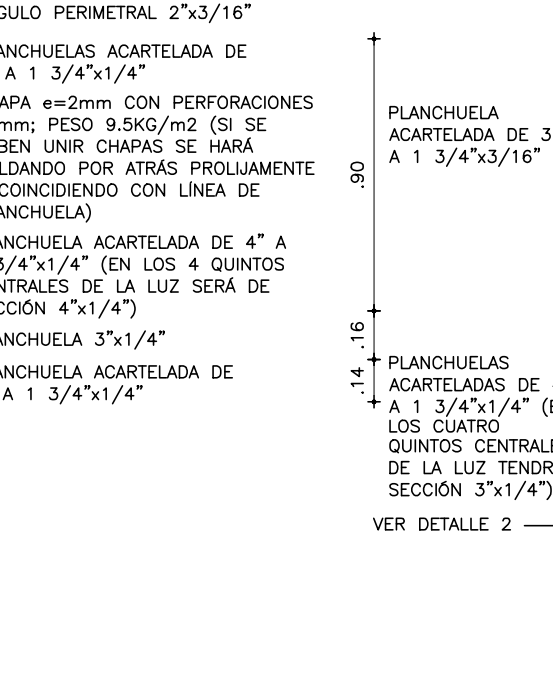 GULO PERIMETRAL 2"x3/16"
ANCHUELAS ACARTELADA DE
A 1 3/4"x1/4"
APA e=2mm CON PERFORACIONES
mm; PESO 9.5KG/m2 (SI SE
BEN UNIR CHAPAS SE HARÁ
LDANDO POR ATRÁS PROLIJAMENTE
COINCIDIENDO CON LÍNEA DE
ANCHUELA)
ANCHUELA ACARTELADA DE 4" A
3/4"x1/4" (EN LOS 4 QUINTOS
NTRALES DE LA LUZ SERÁ DE
CCIÓN 4"x1/4")
ANCHUELA 3"x1/4"
ANCHUELA ACARTELADA DE
A 1 3/4"x1/4"
.90
.16
.14
PLANCHUELA
ACARTELADA DE 3
A 1 3/4"x3/16"
PLANCHUELAS
ACARTELADAS DE
A 1 3/4"x1/4" (E
LOS CUATRO
QUINTOS CENTRALE
DE LA LUZ TENDR
SECCIÓN 3"x1/4")
VER DETALLE 2